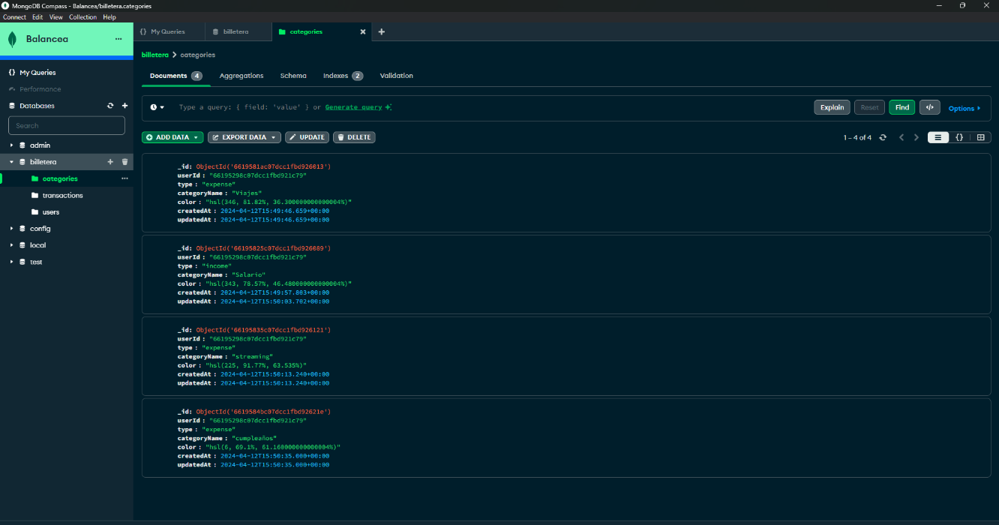 MongoDB Compass - Balancea/billetera.categories
Connect Edit View Collection Help
Balancea ...
{} My Queries
Performance
Databases
Search
admin
billetera
categories ...
transactions
users
config
local
test
{} My Queries billetera categories
billetera > categories
Documents 4 Aggregations Schema Indexes 2 Validation
Type a query: { field: 'value' } or Generate query
Explain Reset Find </> Options
ADD DATA EXPORT DATA UPDATE DELETE 1 – 4 of 4 {}
_id: ObjectId('6619581ac07dcc1fbd926013')
userId : "66195298c07dcc1fbd921c79"
type : "expense"
categoryName : "Viajes"
color : "hsl(346, 81.82%, 36.300000000000004%)"
createdAt : 2024-04-12T15:49:46.659+00:00
updatedAt : 2024-04-12T15:49:46.659+00:00
_id: ObjectId('66195825c07dcc1fbd926089')
userId : "66195298c07dcc1fbd921c79"
type : "income"
categoryName : "Salario"
color : "hsl(343, 78.57%, 46.480000000000004%)"
createdAt : 2024-04-12T15:49:57.803+00:00
updatedAt : 2024-04-12T15:50:03.702+00:00
_id: ObjectId('66195835c07dcc1fbd926121')
userId : "66195298c07dcc1fbd921c79"
type : "expense"
categoryName : "streaming"
color : "hsl(225, 91.77%, 63.535%)"
createdAt : 2024-04-12T15:50:13.240+00:00
updatedAt : 2024-04-12T15:50:13.240+00:00
_id: ObjectId('6619584bc07dcc1fbd92621e')
userId : "66195298c07dcc1fbd921c79"
type : "expense"
categoryName : "cumpleaños"
color : "hsl(6, 69.1%, 61.160000000000004%)"
createdAt : 2024-04-12T15:50:35.000+00:00
updatedAt : 2024-04-12T15:50:35.000+00:00